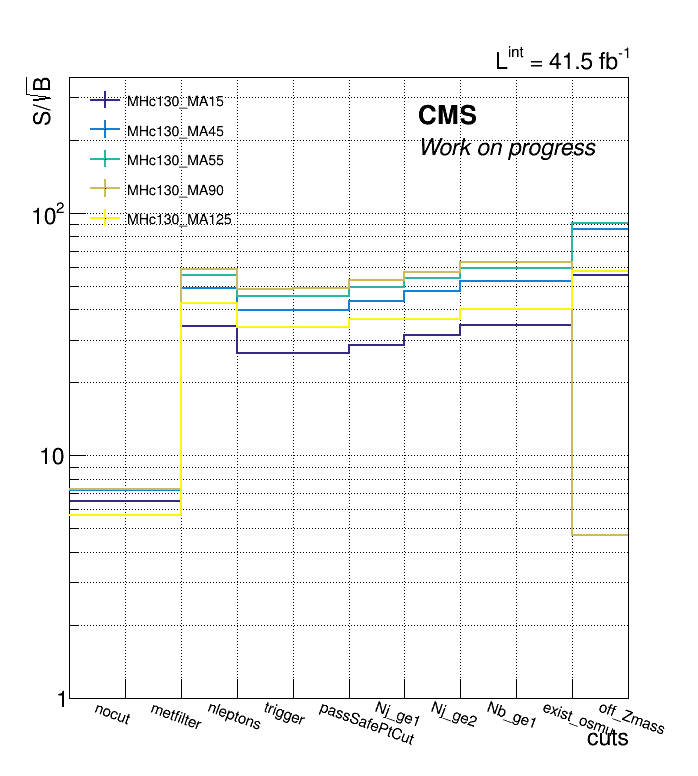 L^int = 41.5 fb^-1
S/√B
MHc130_MA15
MHc130_MA45
MHc130_MA55
MHc130_MA90
MHc130_MA125
CMS
Work on progress
10^2
10
1
nocut
metfilter
nleptons
trigger
passSafePtCut
Nj_ge1
Nj_ge2
Nb_ge1
exist_osmu
off_Zmass
cuts